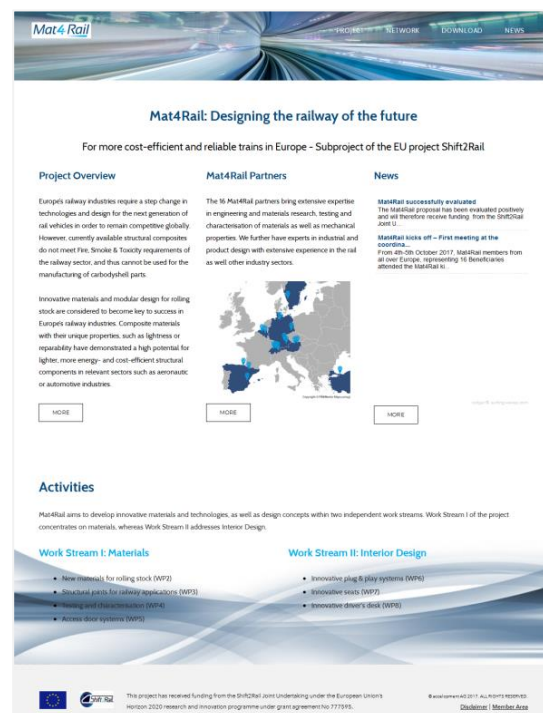 Mat4Rail
PROJECT NETWORK DOWNLOAD NEWS
Mat4Rail: Designing the railway of the future
For more cost-efficient and reliable trains in Europe - Subproject of the EU project Shift2Rail
Project Overview
Europe's railway industries require a step change in
technologies and design for the next generation of
rail vehicles in order to remain competitive globally.
However, currently available structural composites
do not meet Fire, Smoke & Toxicity requirements of
the railway sector, and thus cannot be used for the
manufacturing of carbodyshell parts.
Innovative materials and modular design for rolling
stock are considered to become key to success in
Europe's railway industries. Composite materials
with their unique properties, such as lightness or
reparability have demonstrated a high potential for
lighter, more energy- and cost-efficient structural
components in relevant sectors such as aeronautic
or automotive industries.
MORE
Mat4Rail Partners
The 16 Mat4Rail partners bring extensive expertise
in engineering and materials research, testing and
characterisation of materials as well as mechanical
properties. We further have experts in industrial and
product design with extensive experience in the rail
as well other industry sectors.
MORE
News
Mat4Rail successfully evaluated
The Mat4Rail proposal has been evaluated positively
and will therefore receive funding from the Shift2Rail
Joint U...
Mat4Rail kicks off – First meeting at the
coordina...
From 4th-5th October 2017, Mat4Rail members from
all over Europe, representing 16 Beneficiaries
attended the Mat4Rail ki...
MORE
Activities
Mat4Rail aims to develop innovative materials and technologies, as well as design concepts within two independent work streams. Work Stream I of the project
concentrates on materials, whereas Work Stream II addresses Interior Design.
Work Stream I: Materials
New materials for rolling stock (WP2)
Structural joints for railway applications (WP3)
Testing and characterisation (WP4)
Access door systems (WP5)
Work Stream II: Interior Design
Innovative plug & play systems (WP6)
Innovative seats (WP7)
Innovative driver's desk (WP8)
Shift2Rail
This project has received funding from the Shift2Rail Joint Undertaking under the European Union's
Horizon 2020 research and innovation programme under grant agreement No 777595.
AG 2017. ALL RIGHTS RESERVED.
Disclaimer | Member Area